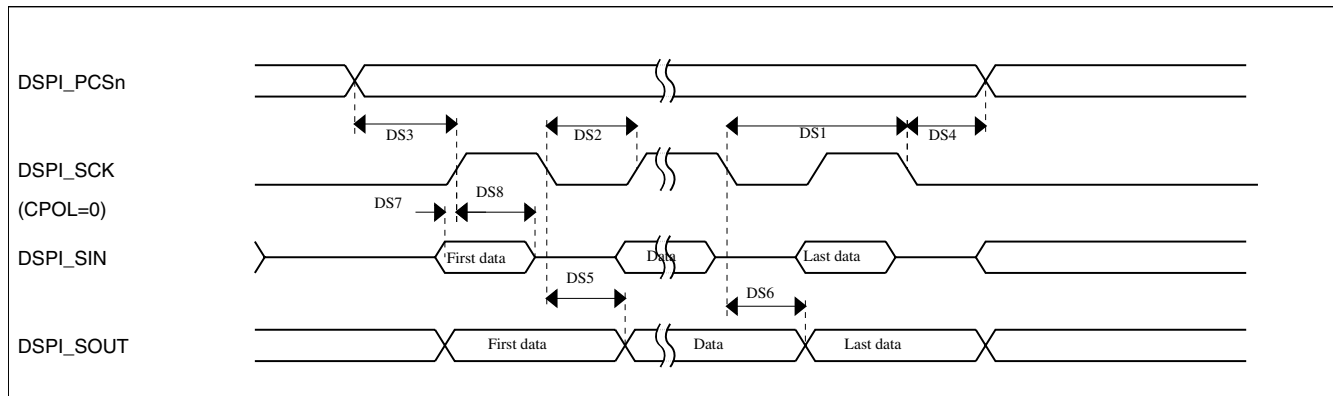 DSPI_PCSn
DS3
DS2
DS1
DS4
DSPI_SCK
(CPOL=0)
DS7
DS8
DSPI_SIN
First data
Data
Last data
DS5
DS6
DSPI_SOUT
First data
Data
Last data